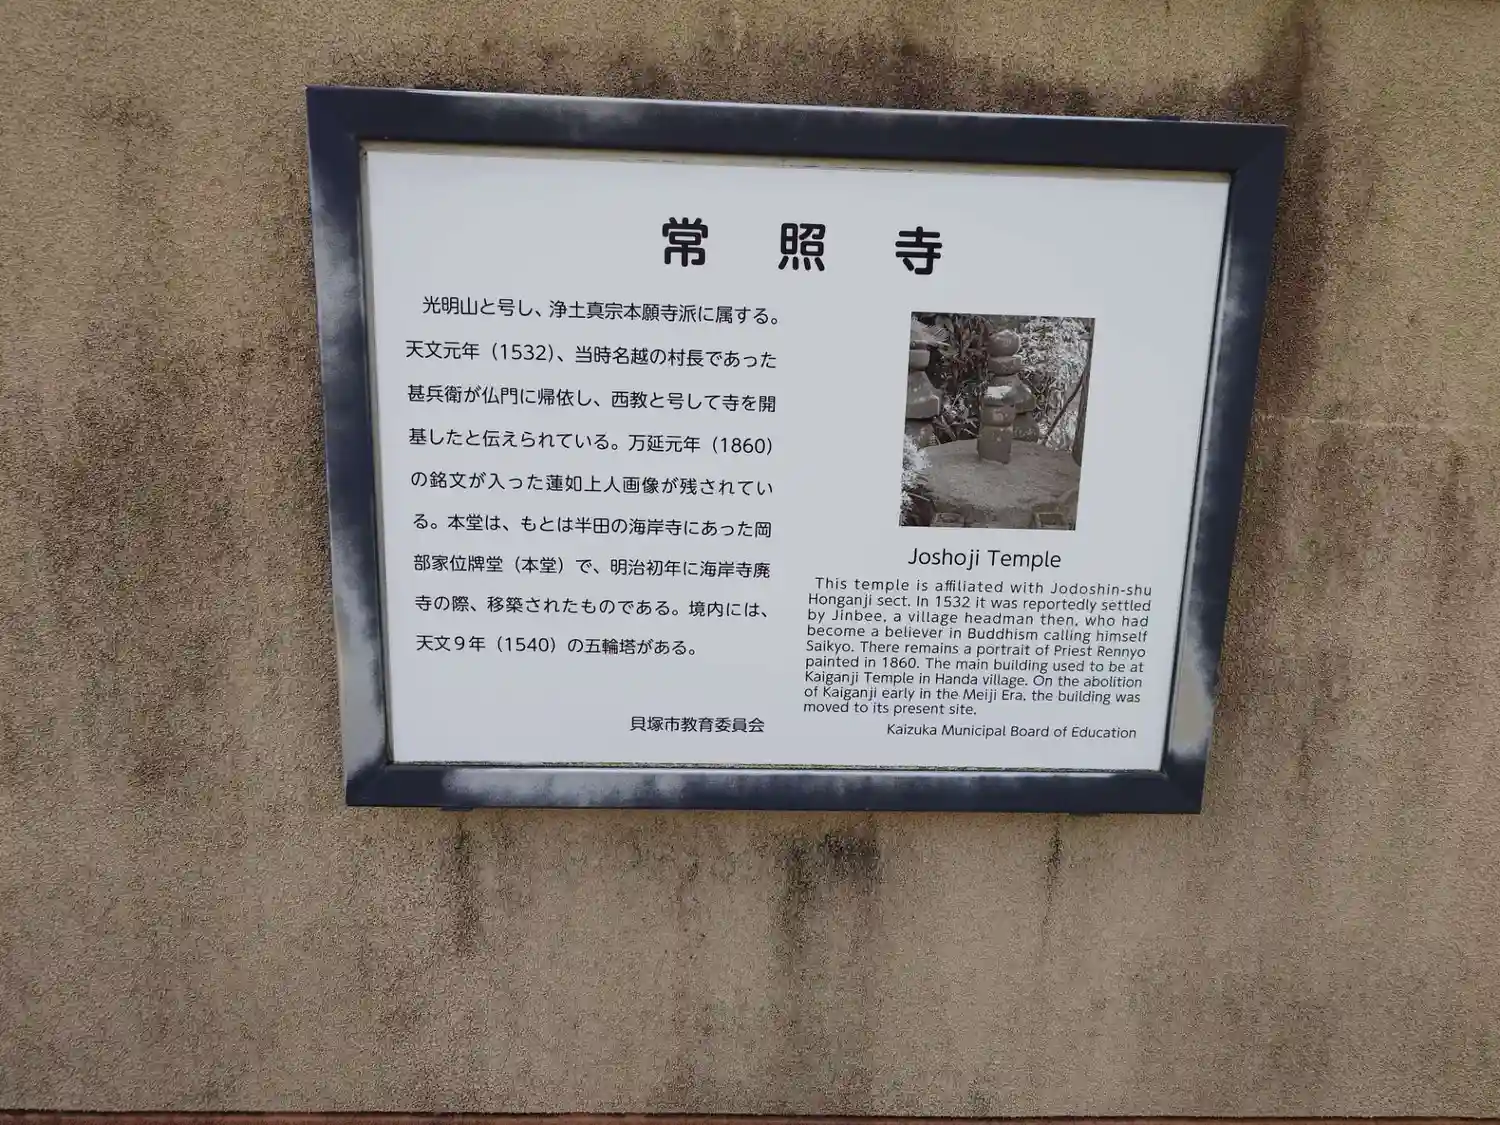 常照寺
光明山と号し、浄土真宗本願寺派に属する。
天文元年（1532）、当時名越の村長であった
甚兵衛が仏門に帰依し、西教と号して寺を開
基したと伝えられている。万延元年（1860）
の銘文が入った蓮如上人画像が残されてい
る。本堂は、もとは半田の海岸寺にあった岡
部家位牌堂（本堂）で、明治初年に海岸寺廃
寺の際、移築されたものである。境内には、
天文９年（1540）の五輪塔がある。
貝塚市教育委員会
Joshoji Temple
This temple is affiliated with Jodoshin-shu
Honganji sect. In 1532 it was reportedly settled
by Jinbee, a village headman then, who had
become a believer in Buddhism calling himself
Saikyo. There remains a portrait of Priest Rennyo
painted in 1860. The main building used to be at
Kaiganji Temple in Handa village. On the abolition
of Kaiganji early in the Meiji Era, the building was
moved to its present site.
Kaizuka Municipal Board of Education